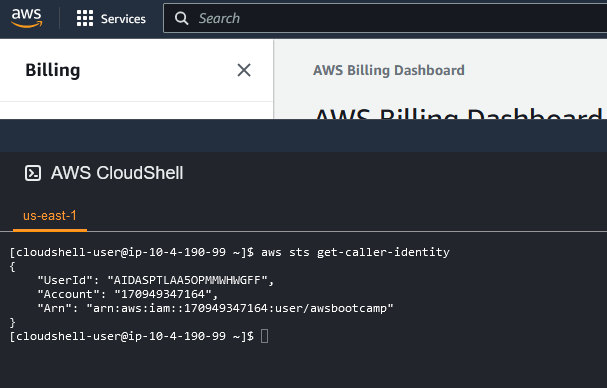 aws
Services
Search
Billing
AWS Billing Dashboard
AWS Billing Dashboard
AWS CloudShell
us-east-1
[cloudshell-user@ip-10-4-190-99 ~]$ aws sts get-caller-identity
{
    "UserId": "AIDASPTLAA5OPMMWHWGFF",
    "Account": "170949347164",
    "Arn": "arn:aws:iam::170949347164:user/awsbootcamp"
}
[cloudshell-user@ip-10-4-190-99 ~]$